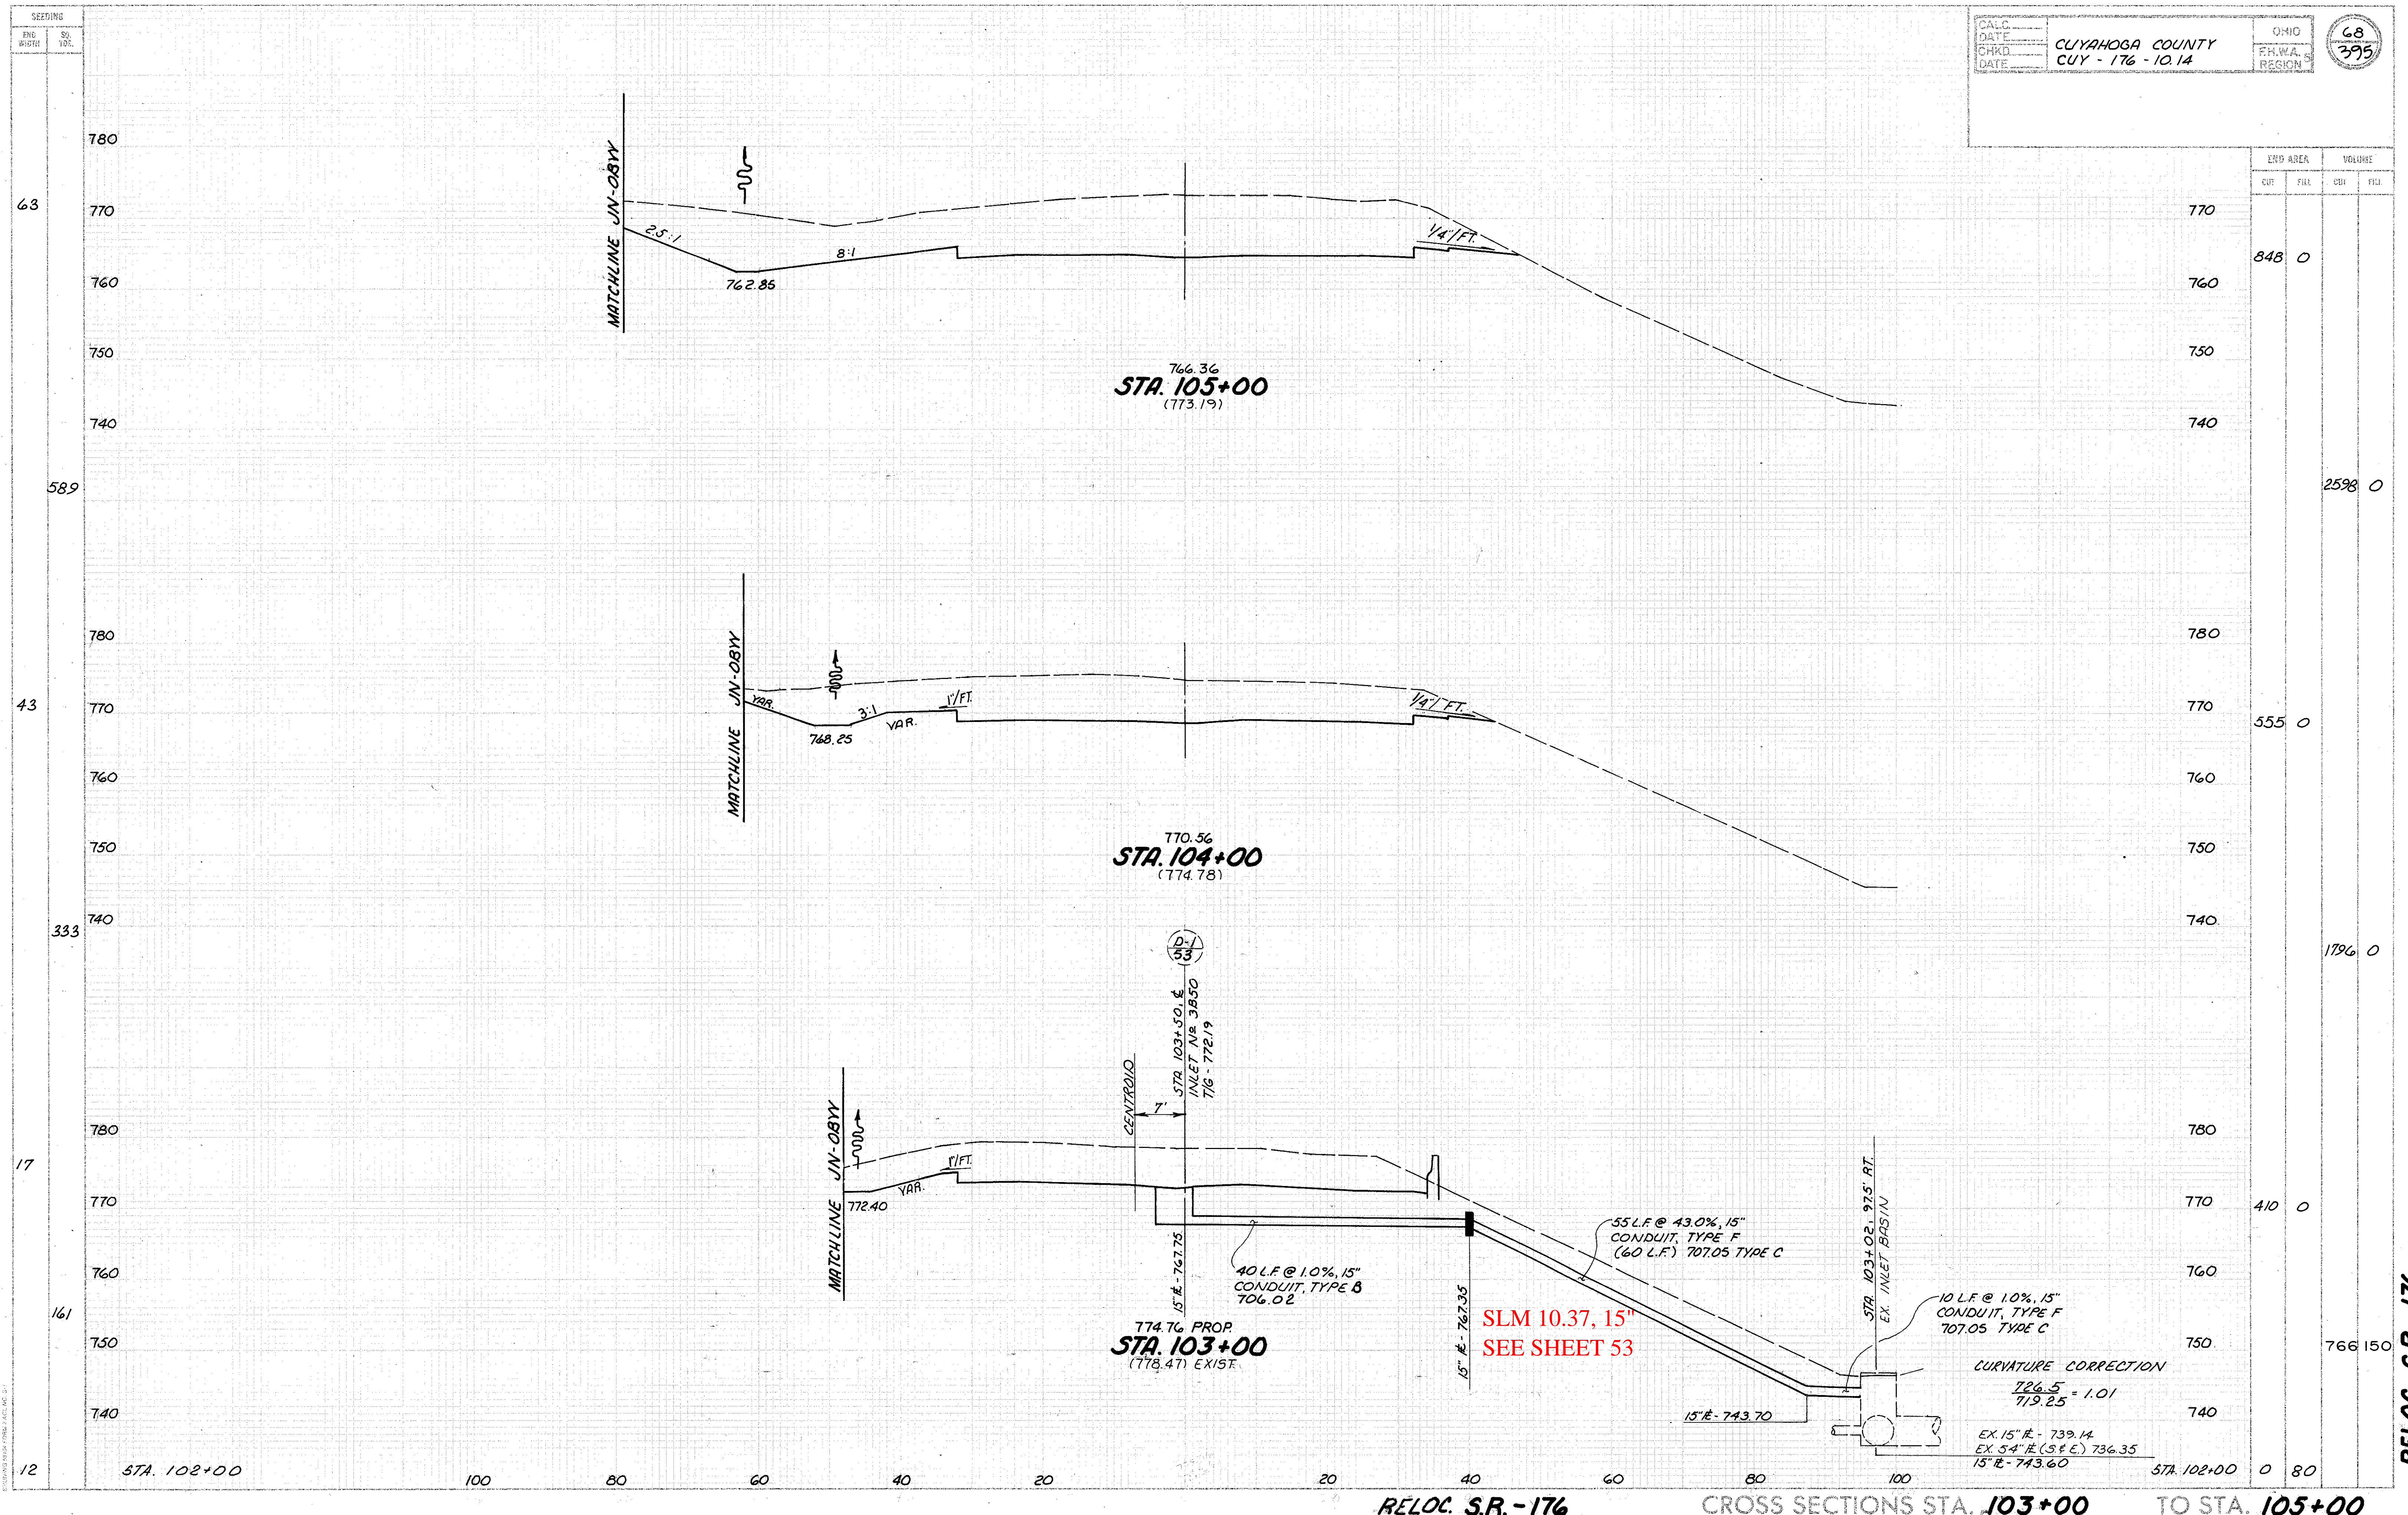 SEEDING
END WIDTH
SQ. YDS.
CALC.
DATE
CHKD.
DATE
CUYAHOGA COUNTY
CUY - 176 - 10.14
OHIO
F.H.W.A. 5
REGION
68
395
END AREA
VOLUME
CUT
FILL
CUT
FILL
780
63
770
760
750
740
MATCHLINE JN-OBW
2.5:1
8:1
762.85
1/4"/FT.
770
760
750
740
848 0
766.36
STA. 105+00
(773.19)
589
2598 0
780
43
770
760
750
740
MATCHLINE JN-OBW
VAR.
3:1
VAR.
1"/FT.
768.25
1/4"/FT.
780
770
760
750
740
555 0
770.56
STA. 104+00
(774.78)
333
1796 0
D-1
53
STA. 103+50, ℄
INLET Nº 3B50
T/G - 772.19
CENTROID
7'
780
17
770
760
161
750
740
12
MATCHLINE JN-OBW
772.40
VAR.
1"/FT.
15" ℄ - 767.75
40 L.F. @ 1.0%, 15"
CONDUIT, TYPE B
706.02
774.76 PROP.
STA. 103+00
(778.47) EXIST.
15" ℄ - 767.35
SLM 10.37, 15"
SEE SHEET 53
55 L.F. @ 43.0%, 15"
CONDUIT, TYPE F
(60 L.F.) 707.05 TYPE C
STA. 103+02, 97.5' RT.
EX. INLET BASIN
10 L.F. @ 1.0%, 15"
CONDUIT, TYPE F
707.05 TYPE C
CURVATURE CORRECTION
726.5
719.25 = 1.01
15" ℄ - 743.70
EX. 15" ℄ - 739.14
EX. 54" ℄ (S & E) 736.35
15" ℄ - 743.60
780
770
760
750
740
410 0
766 150
STA. 102+00
100
80
60
40
20
20
40
60
80
100
STA. 102+00
0 80
RELOC. S.R. - 176
RELOC. S.R. - 176
CROSS SECTIONS STA. 103+00 TO STA. 105+00